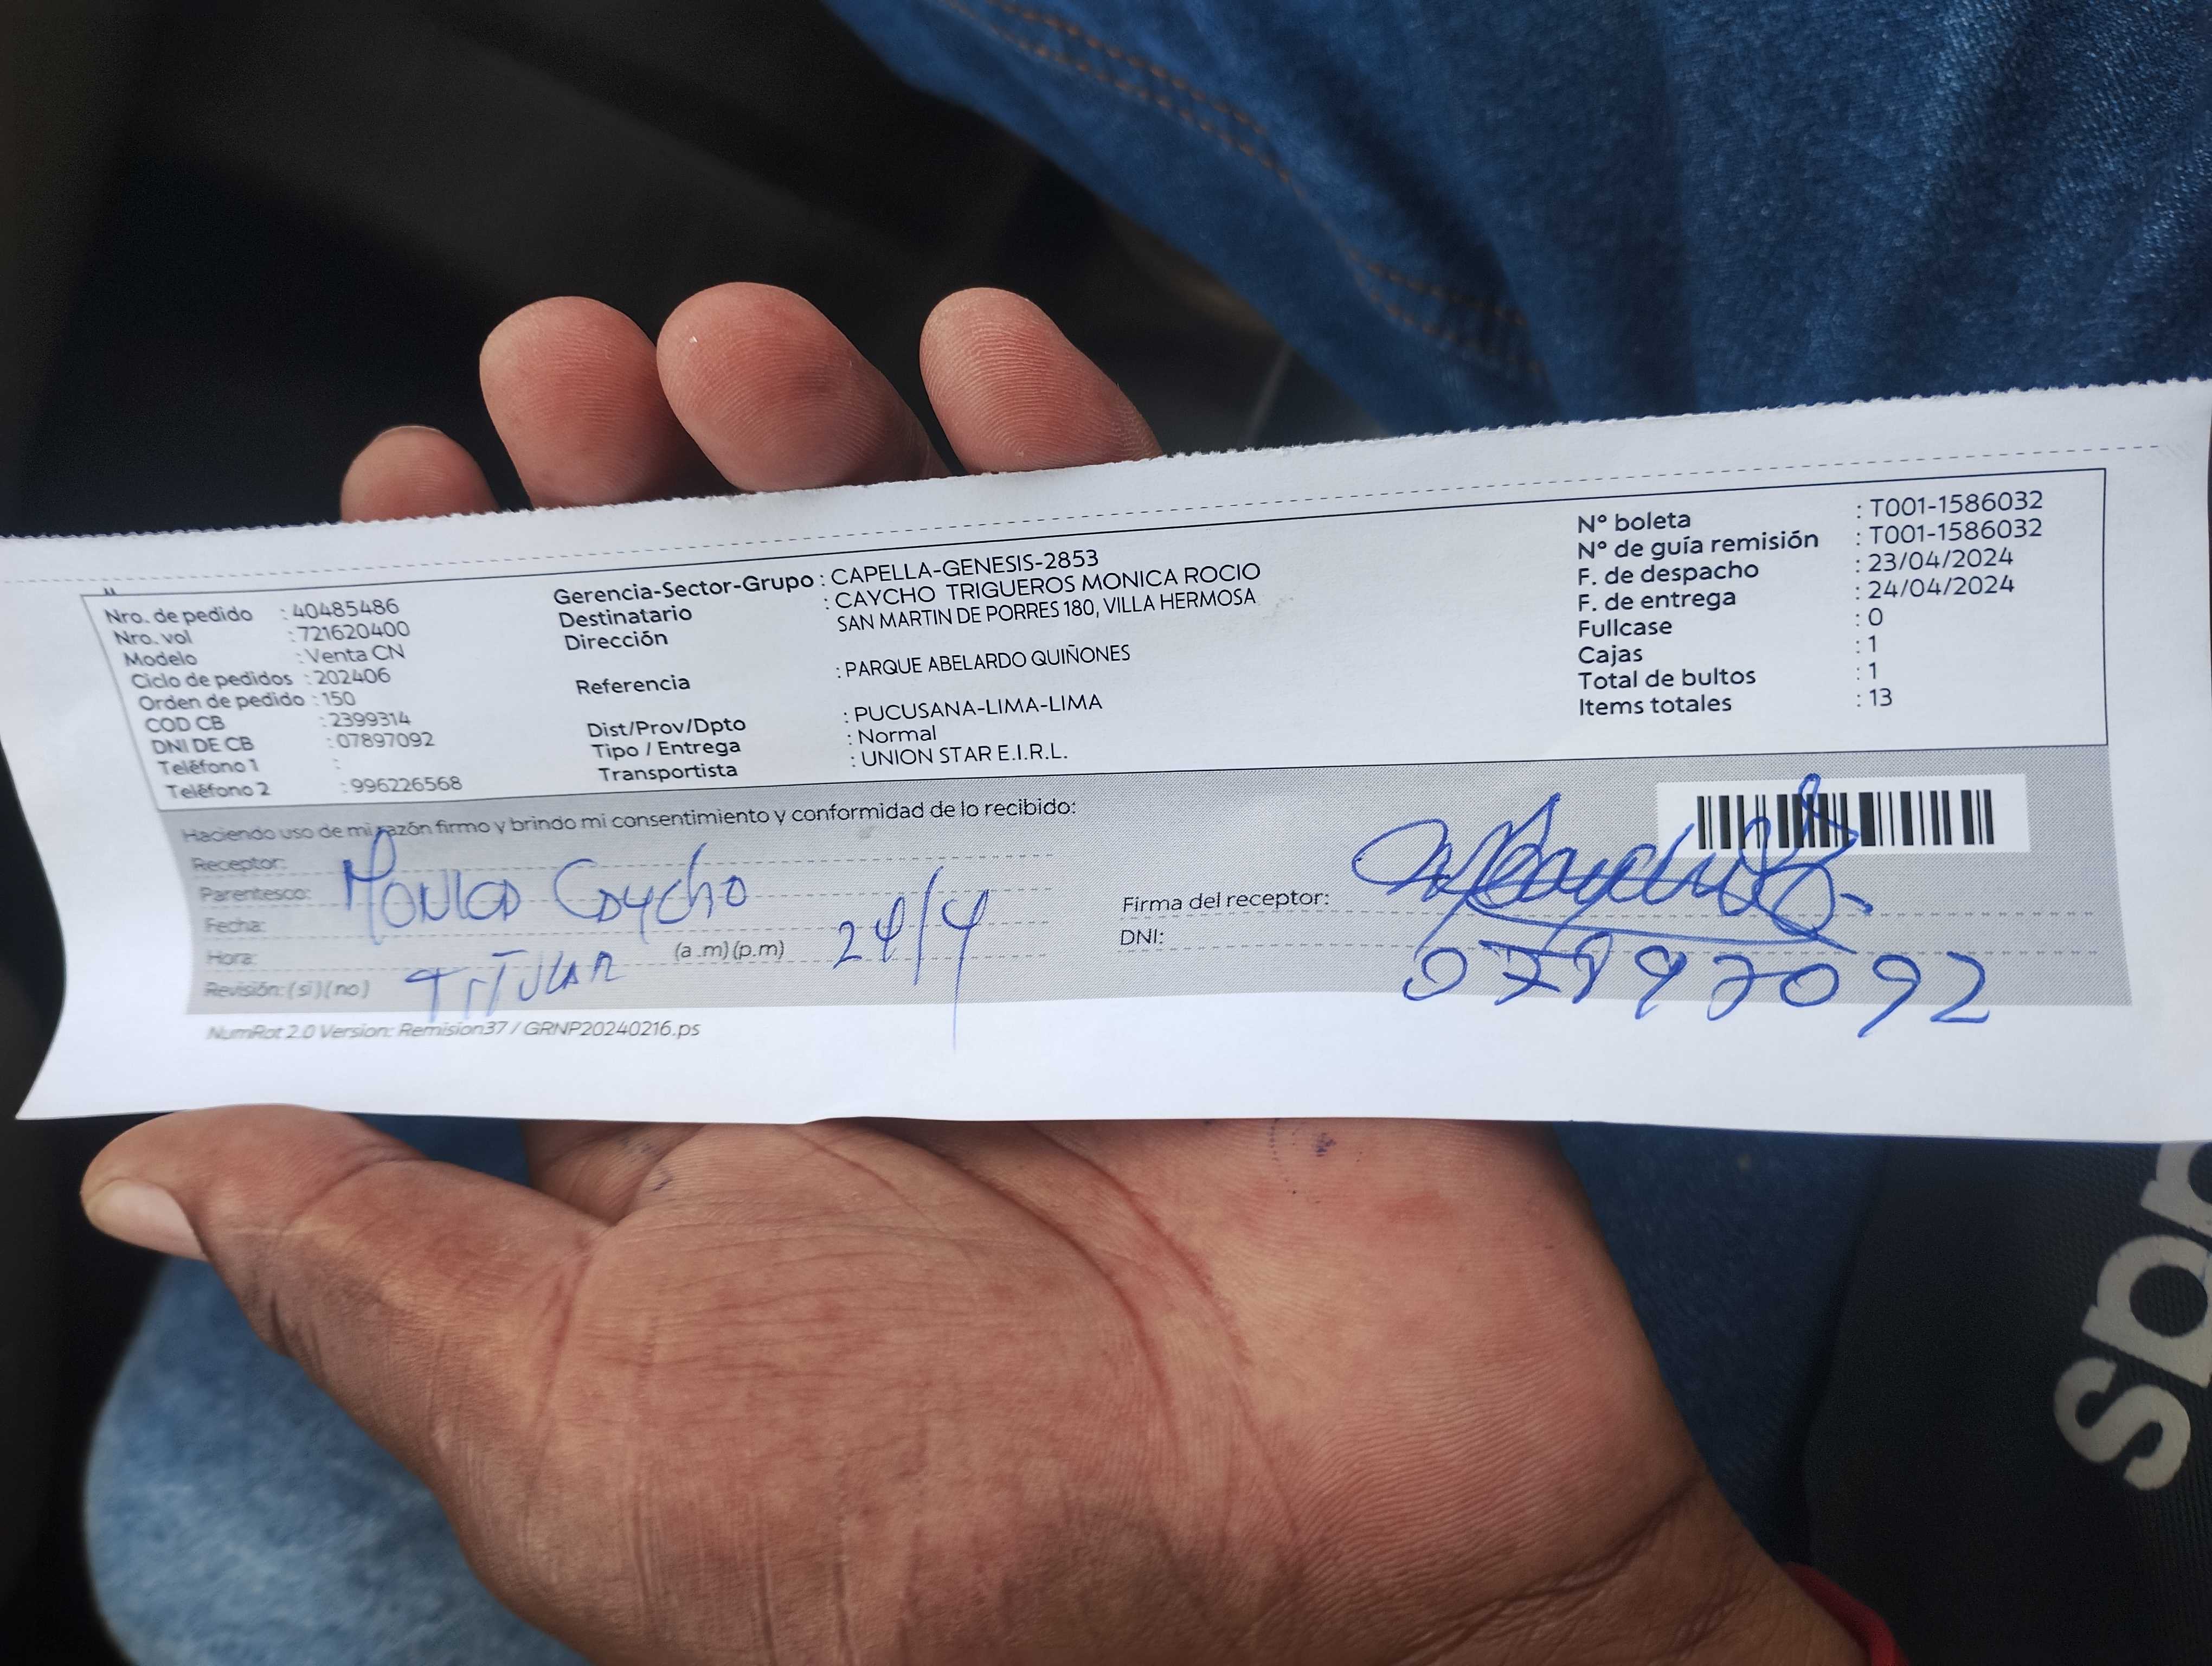 Nro. de pedido : 40485486
Nro. vol : 721620400
Modelo : Venta CN
Ciclo de pedidos : 202406
Orden de pedido : 150
COD CB : 2399314
DNI DE CB : 07897092
Teléfono 1 :
Teléfono 2 : 996226568
Gerencia-Sector-Grupo : CAPELLA-GENESIS-2853
Destinatario : CAYCHO TRIGUEROS MONICA ROCIO
Dirección SAN MARTIN DE PORRES 180, VILLA HERMOSA
Referencia : PARQUE ABELARDO QUIÑONES
Dist/Prov/Dpto : PUCUSANA-LIMA-LIMA
Tipo / Entrega : Normal
Transportista : UNION STAR E.I.R.L.
N° boleta : T001-1586032
N° de guía remisión : T001-1586032
F. de despacho : 23/04/2024
F. de entrega : 24/04/2024
Fullcase : 0
Cajas : 1
Total de bultos : 1
Items totales : 13
Haciendo uso de mi razón firmo y brindo mi consentimiento y conformidad de lo recibido:
Receptor:
Parentesco: Monica Caycho
Fecha: 24/4
Hora: (a.m)(p.m)
Revisión: (si)(no) TITULAR
Firma del receptor:
DNI: 07897092
NumRot 2.0 Version: Remision37 / GRNP20240216.ps